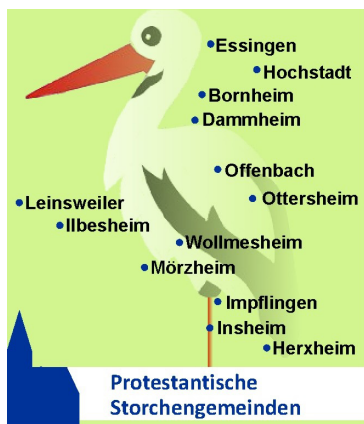 Essingen
Hochstadt
Bornheim
Dammheim
Offenbach
Ottersheim
Leinsweiler
Ilbesheim
Wollmesheim
Mörzheim
Impflingen
Insheim
Herxheim
Protestantische
Storchengemeinden